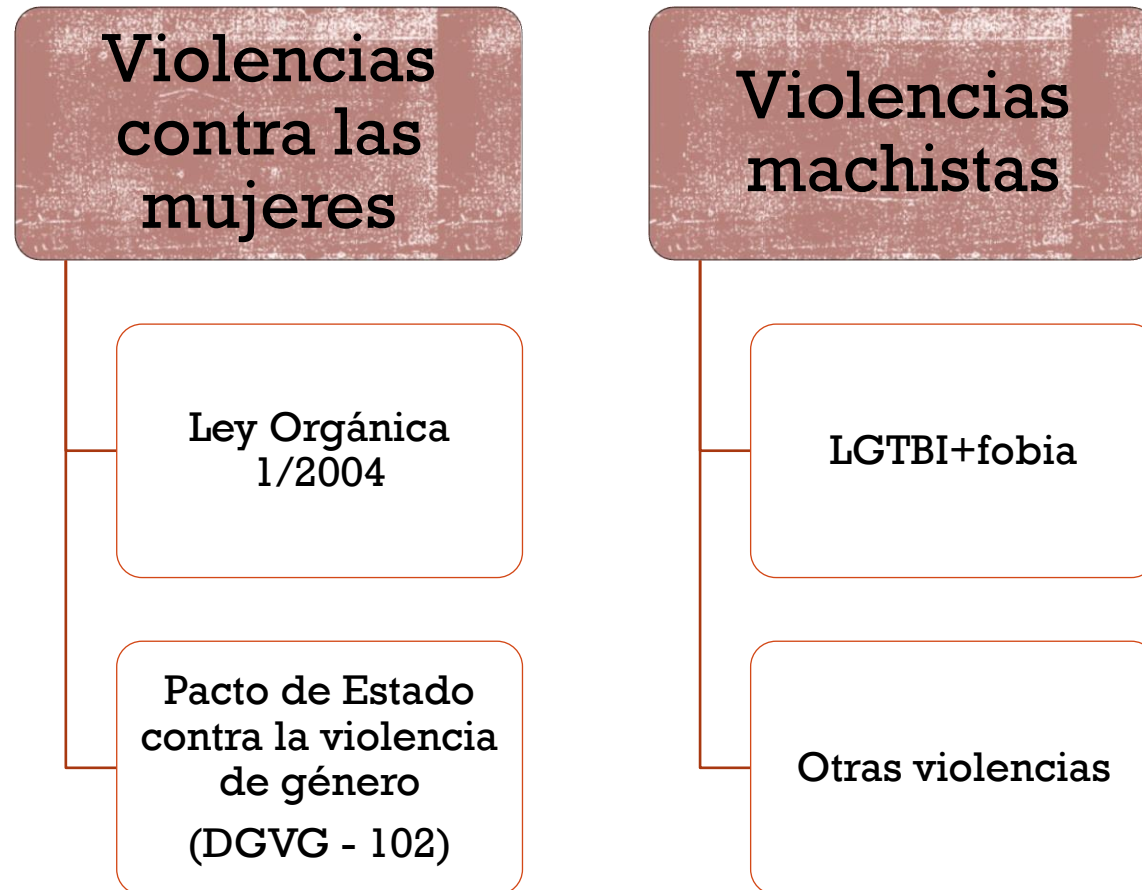 Violencias
contra las
mujeres
Ley Orgánica
1/2004
Pacto de Estado
contra la violencia
de género
(DGVG - 102)
Violencias
machistas
LGTBI+fobia
Otras violencias